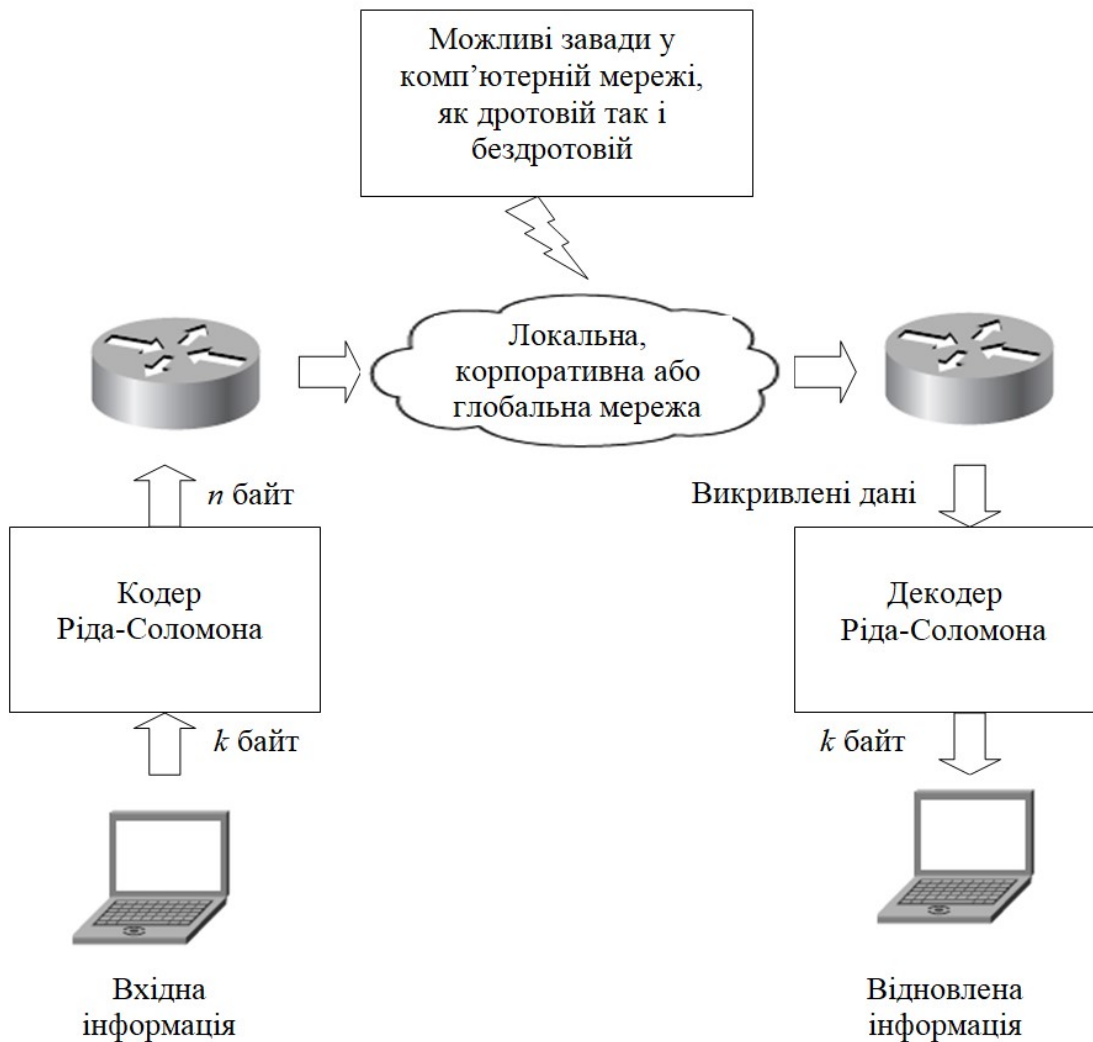 Можливі завади у
комп’ютерній мережі,
як дротовій так і
бездротовій
Локальна,
корпоративна або
глобальна мережа
n байт
Викривлені дані
Кодер
Ріда-Соломона
Декодер
Ріда-Соломона
k байт
k байт
Вхідна
інформація
Відновлена
інформація